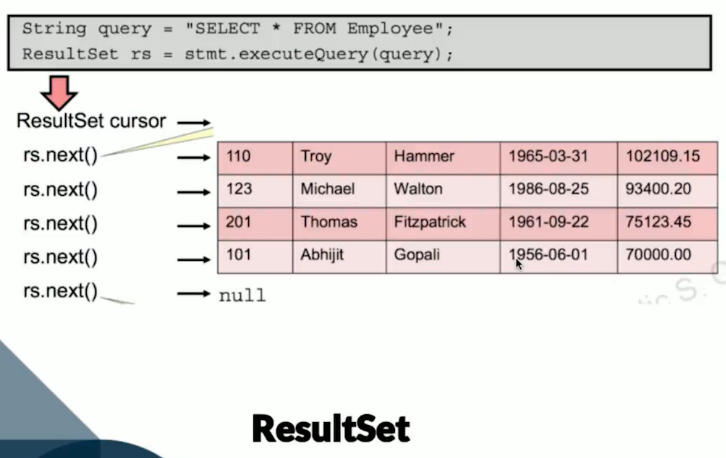 String query = "SELECT * FROM Employee";
ResultSet rs = stmt.executeQuery(query);
ResultSet cursor
rs.next() 110 Troy Hammer 1965-03-31 102109.15
rs.next() 123 Michael Walton 1986-08-25 93400.20
rs.next() 201 Thomas Fitzpatrick 1961-09-22 75123.45
rs.next() 101 Abhijit Gopali 1956-06-01 70000.00
rs.next() null
ResultSet